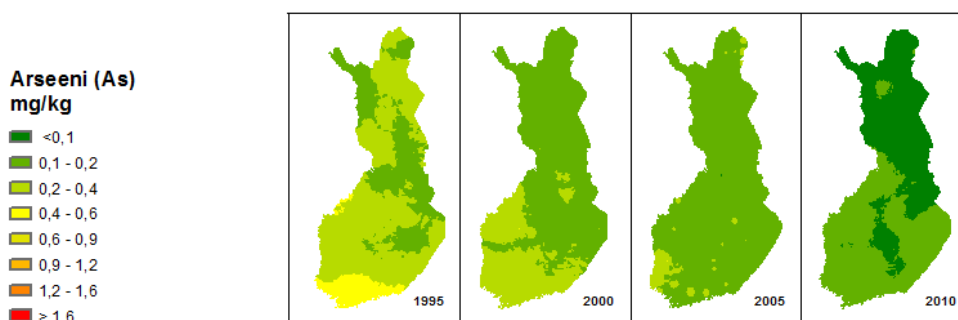 Arseeni (As)
mg/kg
<0,1
0,1 - 0,2
0,2 - 0,4
0,4 - 0,6
0,6 - 0,9
0,9 - 1,2
1,2 - 1,6
> 1,6
1995
2000
2005
2010